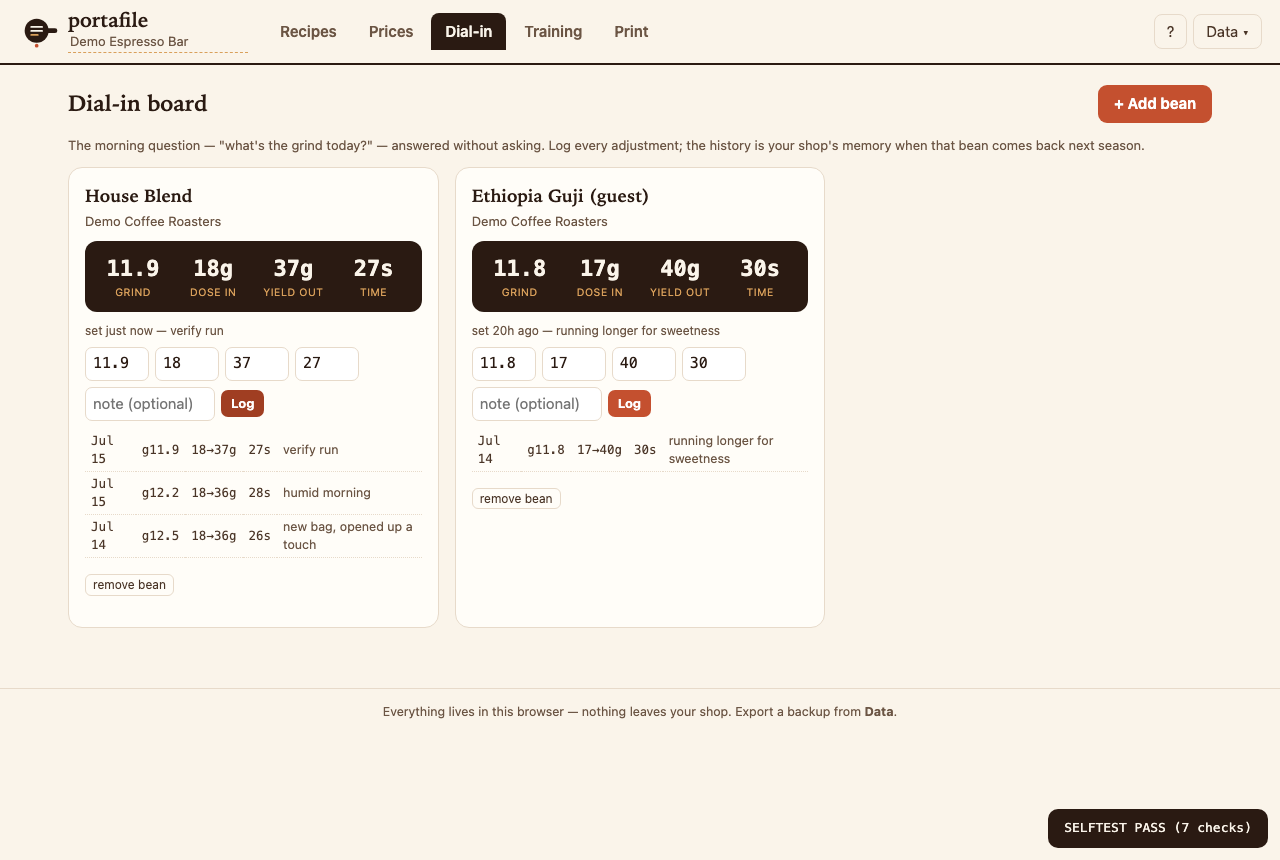 portafile
Demo Espresso Bar
Recipes Prices Dial-in Training Print
? Data ▾
Dial-in board
+ Add bean
The morning question — "what's the grind today?" — answered without asking. Log every adjustment; the history is your shop's memory when that bean comes back next season.
House Blend
Demo Coffee Roasters
11.9 18g 37g 27s
GRIND DOSE IN YIELD OUT TIME
set just now — verify run
11.9 18 37 27
note (optional) Log
Jul 15 g11.9 18→37g 27s verify run
Jul 15 g12.2 18→36g 28s humid morning
Jul 14 g12.5 18→36g 26s new bag, opened up a touch
remove bean
Ethiopia Guji (guest)
Demo Coffee Roasters
11.8 17g 40g 30s
GRIND DOSE IN YIELD OUT TIME
set 20h ago — running longer for sweetness
11.8 17 40 30
note (optional) Log
Jul 14 g11.8 17→40g 30s running longer for sweetness
remove bean
Everything lives in this browser — nothing leaves your shop. Export a backup from Data.
SELFTEST PASS (7 checks)